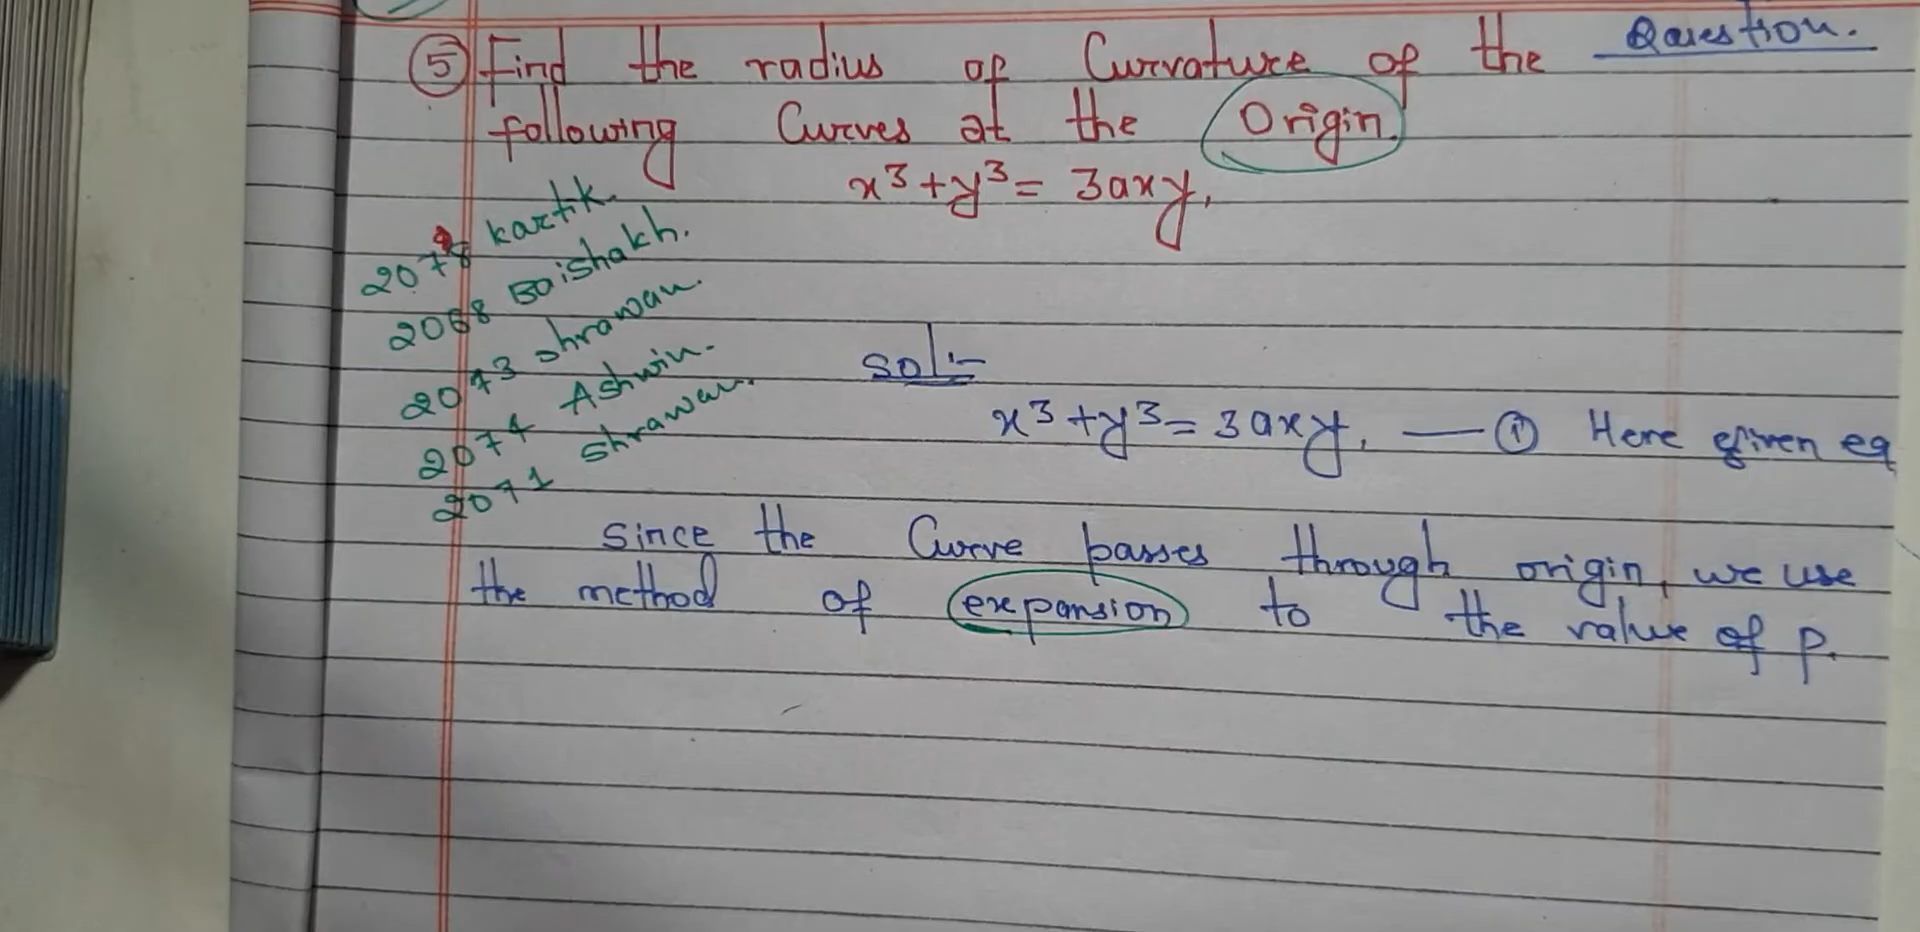 Question.
⑤ Find the radius of Curvature of the
following Curves at the Origin.
x³+y³= 3axy.
2079 kartik.
2068 Baishakh.
2073 shrawan.
2074 Ashwin.
2071 shrawan.
Solⁿ:-
x³+y³= 3axy. — ① Here given eq
Since the Curve passes through origin, we use
the method of expansion to the value of ρ.